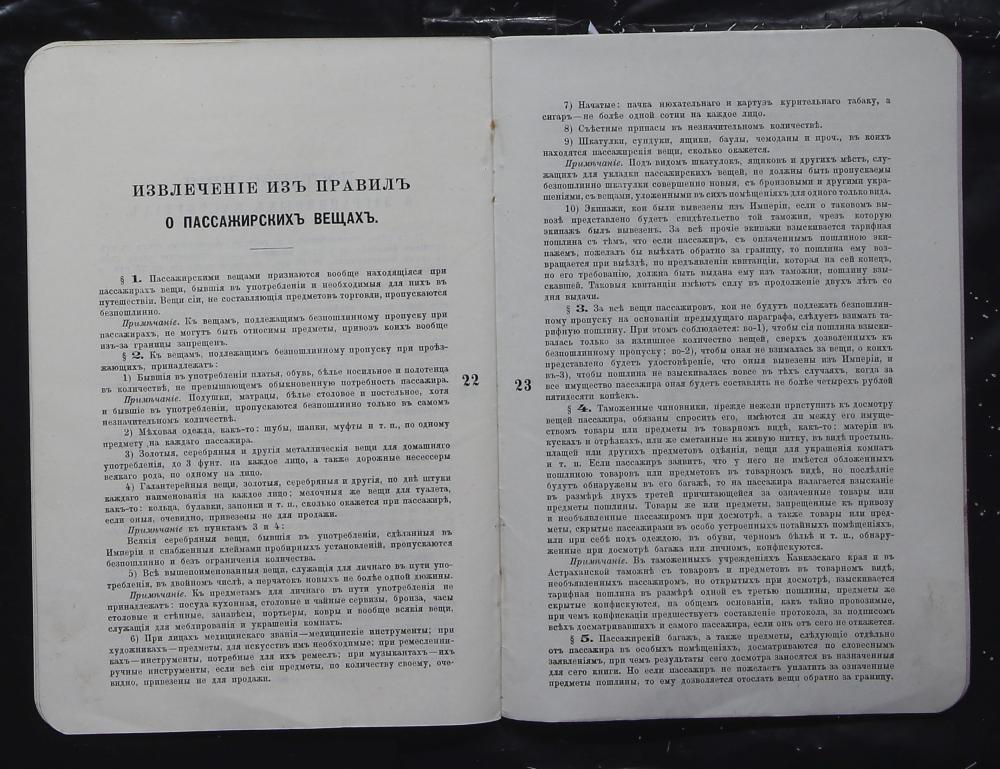 ИЗВЛЕЧЕНІЕ ИЗЪ ПРАВИЛЪ
О ПАССАЖИРСКИХЪ ВЕЩАХЪ.
§ 1. Пассажирскими вещами признаются вообще находящіяся при
пассажирахъ вещи, бывшія въ употребленіи и необходимыя для нихъ въ
путешествіи. Вещи сіи, не составляющія предметовъ торговли, пропускаются
безпошлинно.
Примѣчаніе. Къ вещамъ, подлежащимъ безпошлинному пропуску при
пассажирахъ, не могутъ быть относимы предметы, привозъ коихъ вообще
изъ-за границы запрещенъ.
§ 2. Къ вещамъ, подлежащимъ безпошлинному пропуску при проѣз-
жающихъ, принадлежатъ:
1) Бывшія въ употребленіи платья, обувь, бѣлье носильное и полотенца
въ количествѣ, не превышающемъ обыкновенную потребность пассажира.
Примѣчаніе. Подушки, матрацы, бѣлье столовое и постельное, хотя
и бывшіе въ употребленіи, пропускаются безпошлинно только въ самомъ
незначительномъ количествѣ.
2) Мѣховая одежда, какъ-то: шубы, шапки, муфты и т. п., по одному
предмету на каждаго пассажира.
3) Золотыя, серебряныя и другія металлическія вещи для домашняго
употребленія, до 3 фунт. на каждое лицо, а также дорожные несессеры
всякаго рода, по одному на лицо.
4) Галантерейныя вещи, золотыя, серебряныя и другія, по двѣ штуки
каждаго наименованія на каждое лицо; мелочныя же вещи для туалета,
какъ-то: кольца, булавки, запонки и т. п., сколько окажется при пассажирѣ,
если оныя, очевидно, привезены не для продажи.
Примѣчаніе къ пунктамъ 3 и 4:
Всякія серебряныя вещи, бывшія въ употребленіи, сдѣланныя въ
Имперіи и снабженныя клеймами пробирныхъ установленій, пропускаются
безпошлинно и безъ ограниченія количества.
5) Всѣ вышепоименованныя вещи, служащія для личнаго въ пути упо-
требленія, въ двойномъ числѣ, а перчатокъ новыхъ не болѣе одной дюжины.
Примѣчаніе. Къ предметамъ для личнаго въ пути употребленія не
принадлежатъ: посуда кухонная, столовые и чайные сервизы, бронза, часы
столовые и стѣнные, занавѣсы, портьеры, ковры и вообще всякія вещи,
служащія для меблированія и украшенія комнатъ.
6) При лицахъ медицинскаго званія—медицинскіе инструменты; при
художникахъ—предметы, для искусствъ имъ необходимые; при ремесленни-
кахъ—инструменты, потребные для ихъ ремеслъ; при музыкантахъ—ихъ
ручные инструменты, если всѣ сіи предметы, по количеству своему, оче-
видно, привезены не для продажи.
22
23
7) Начатые: пачка нюхательнаго и картузъ курительнаго табаку, а
сигаръ—не болѣе одной сотни на каждое лицо.
8) Съѣстные припасы въ незначительномъ количествѣ.
9) Шкатулки, сундуки, ящики, баулы, чемоданы и проч., въ коихъ
находятся пассажирскія вещи, сколько окажется.
Примѣчаніе. Подъ видомъ шкатулокъ, ящиковъ и другихъ мѣстъ, слу-
жащихъ для укладки пассажирскихъ вещей, не должны быть пропускаемы
безпошлинно шкатулки совершенно новыя, съ бронзовыми и другими укра-
шеніями, съ вещами, уложенными въ сихъ помѣщеніяхъ для одного только вида.
10) Экипажи, кои были вывезены изъ Имперіи, если о таковомъ вы-
возѣ представлено будетъ свидѣтельство той таможни, чрезъ которую
экипажъ былъ вывезенъ. За всѣ прочіе экипажи взыскивается тарифная
пошлина съ тѣмъ, что если пассажиръ, съ оплаченнымъ пошлиною эки-
пажемъ, пожелалъ бы выѣхать обратно за границу, то пошлина ему воз-
вращается при выѣздѣ, по предъявленіи квитанціи, которая на сей конецъ,
по его требованію, должна быть выдана ему изъ таможни, пошлину взы-
скавшей. Таковыя квитанціи имѣютъ силу въ продолженіе двухъ лѣтъ со
дня выдачи.
§ 3. За всѣ вещи пассажировъ, кои не будутъ подлежать безпошлин-
ному пропуску на основаніи предыдущаго параграфа, слѣдуетъ взимать та-
рифную пошлину. При этомъ соблюдается: во-1), чтобы сія пошлина взыски-
валась только за излишнее количество вещей, сверхъ дозволенныхъ къ
безпошлинному пропуску; во-2), чтобы оная не взималась за вещи, о коихъ
представлено будетъ удостовѣреніе, что оныя вывезены изъ Имперіи, и
въ-3), чтобы пошлина не взыскивалась вовсе въ тѣхъ случаяхъ, когда за
все имущество пассажира оная будетъ составлять не болѣе четырехъ рублей
пятидесяти копѣекъ.
§ 4. Таможенные чиновники, прежде нежели приступить къ досмотру
вещей пассажира, обязаны спросить его, имѣются ли между его имуще-
ствомъ товары или предметы въ товарномъ видѣ, какъ-то: матеріи въ
кускахъ и отрѣзкахъ, или же сметанные на живую нитку, въ видѣ простынь,
плащей или другихъ предметовъ одѣянія, вещи для украшенія комнатъ
и т. п. Если пассажиръ заявитъ, что у него не имѣется обложенныхъ
пошлиною товаровъ или предметовъ въ товарномъ видѣ, но послѣдніе
будутъ обнаружены въ его багажѣ, то на пассажира налагается взысканіе
въ размѣрѣ двухъ третей причитающейся за означенные товары или
предметы пошлины. Товары же или предметы, запрещенные къ привозу
и необъявленные пассажиромъ при досмотрѣ, а также товары или пред-
меты, скрытые пассажирами въ особо устроенныхъ потайныхъ помѣщеніяхъ,
или при себѣ подъ одеждою, въ обуви, черномъ бѣльѣ и т. п., обнару-
женные при досмотрѣ багажа или личномъ, конфискуются.
Примѣчаніе. Въ таможенныхъ учрежденіяхъ Кавказскаго края и въ
Астраханской таможнѣ съ товаровъ и предметовъ въ товарномъ видѣ,
необъявленныхъ пассажиромъ, но открытыхъ при досмотрѣ, взыскивается
тарифная пошлина въ размѣрѣ одной съ третью пошлины, предметы же
скрытые конфискуются, на общемъ основаніи, какъ тайно провозимые,
при чемъ конфискаціи предшествуетъ составленіе протокола, за подписомъ
всѣхъ досматривавшихъ и самого пассажира, если онъ отъ сего не откажется.
§ 5. Пассажирскій багажъ, а также предметы, слѣдующіе отдѣльно
отъ пассажира въ особыхъ помѣщеніяхъ, досматриваются по словеснымъ
заявленіямъ, при чемъ результаты сего досмотра заносятся въ назначенныя
для сего книги. Но если пассажиръ не пожелаетъ уплатить за означенные
предметы пошлины, то ему дозволяется отослать вещи обратно за границу,